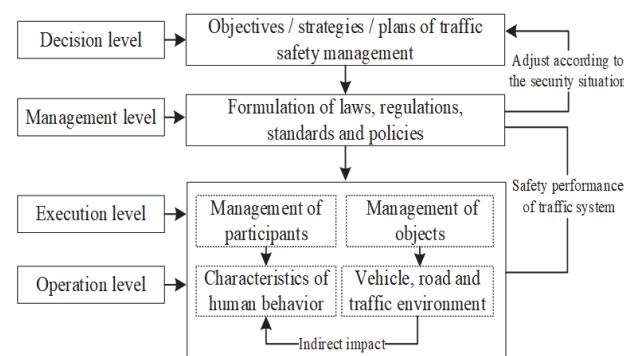 Decision level
Objectives / strategies / plans of traffic
safety management
Adjust according to
the security situation
Management level
Formulation of laws, regulations,
standards and policies
Safety performance
of traffic system
Execution level
Management of
participants
Management of
objects
Operation level
Characteristics of
human behavior
Vehicle, road and
traffic environment
Indirect impact